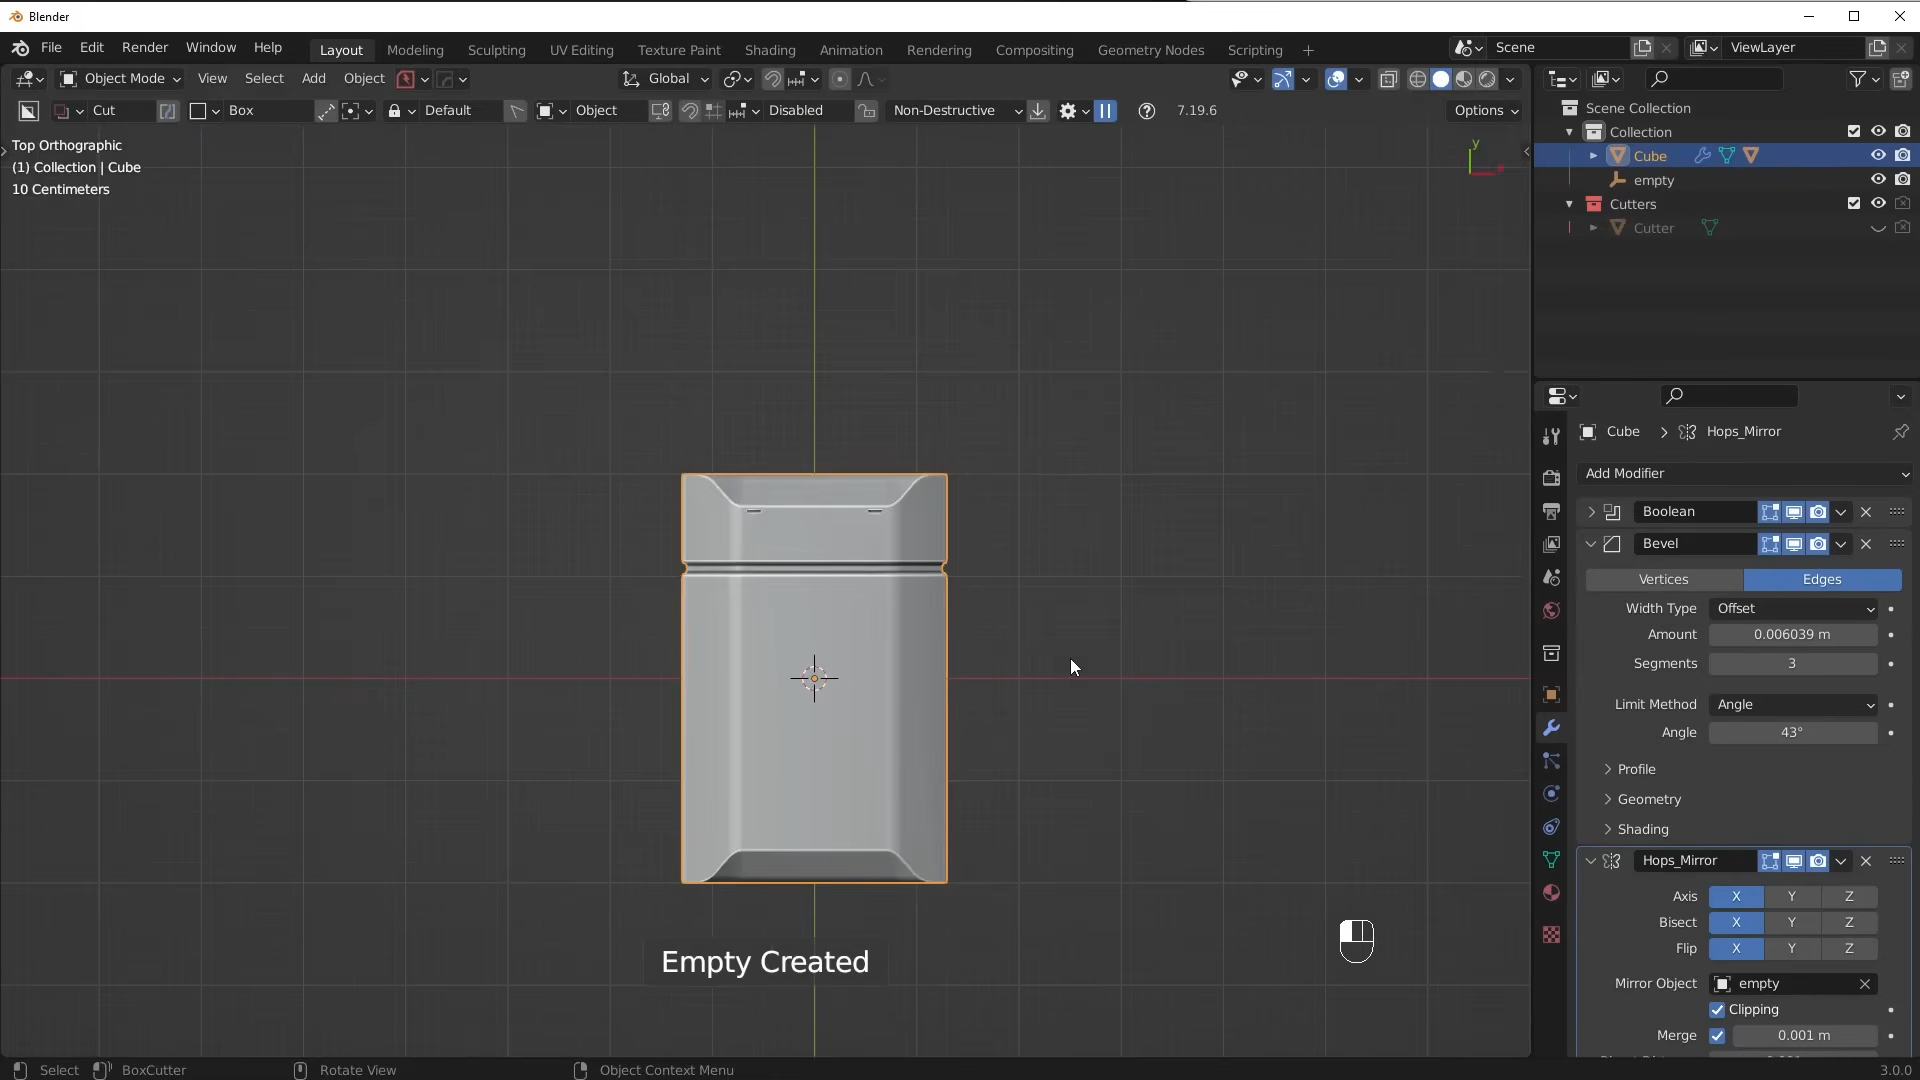 Blender
File Edit Render Window Help Layout Modeling Sculpting UV Editing Texture Paint Shading Animation Rendering Compositing Geometry Nodes Scripting + Scene ViewLayer
Object Mode View Select Add Object Global
Cut Box Default Object Disabled Non-Destructive 7.19.6 Options
Top Orthographic
(1) Collection | Cube
10 Centimeters
y
Empty Created
Scene Collection
Collection
Cube
empty
Cutters
Cutter
Cube > Hops_Mirror
Add Modifier
Boolean
Bevel
Vertices Edges
Width Type Offset
Amount 0.006039 m
Segments 3
Limit Method Angle
Angle 43°
Profile
Geometry
Shading
Hops_Mirror
Axis X Y Z
Bisect X Y Z
Flip X Y Z
Mirror Object empty
Clipping
Merge 0.001 m
Select BoxCutter Rotate View Object Context Menu 3.0.0